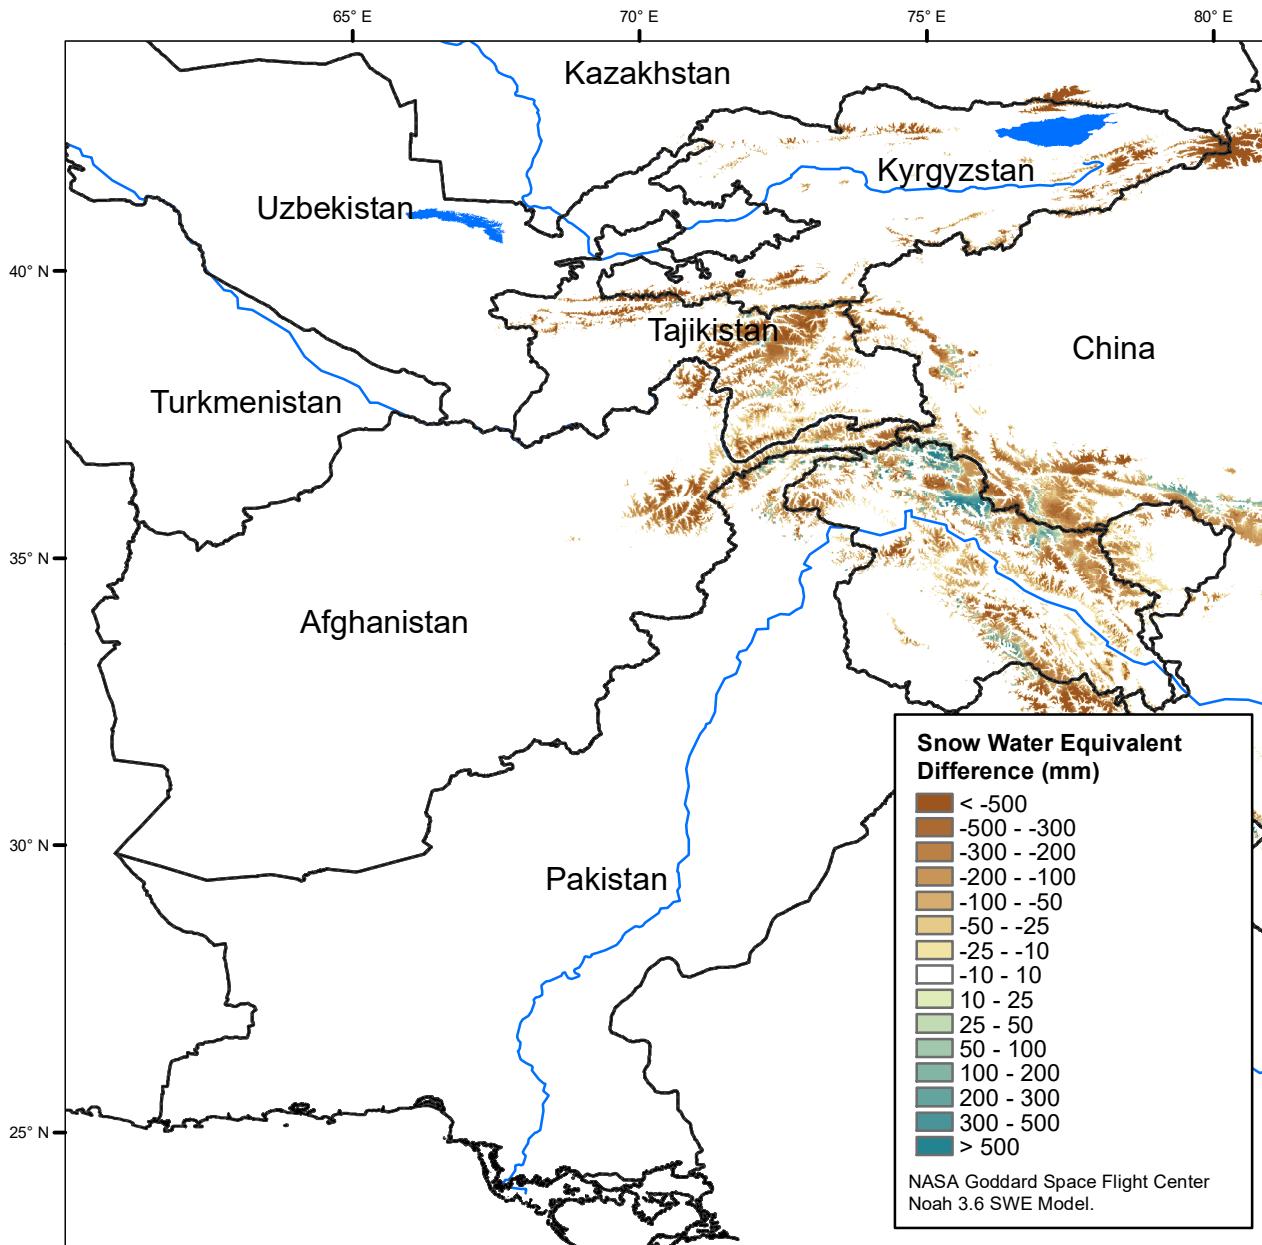 65° E
70° E
75° E
80° E
Kazakhstan
Kyrgyzstan
Uzbekistan
40° N
Tajikistan
China
Turkmenistan
35° N
Afghanistan
30° N
Pakistan
25° N
Snow Water Equivalent
Difference (mm)
< -500
-500 - -300
-300 - -200
-200 - -100
-100 - -50
-50 - -25
-25 - -10
-10 - 10
10 - 25
25 - 50
50 - 100
100 - 200
200 - 300
300 - 500
> 500
NASA Goddard Space Flight Center
Noah 3.6 SWE Model.